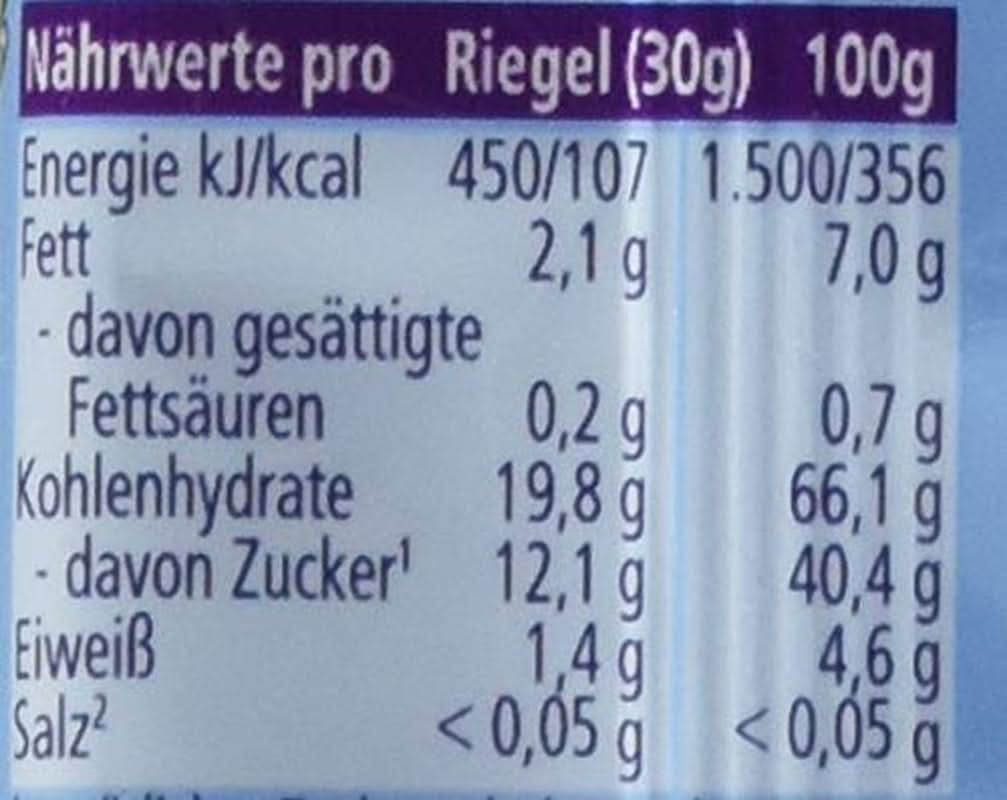 Nährwerte pro Riegel (30g) 100g
Energie kJ/kcal 450/107 1.500/356
Fett 2,1 g 7,0 g
- davon gesättigte
Fettsäuren 0,2 g 0,7 g
Kohlenhydrate 19,8 g 66,1 g
- davon Zucker¹ 12,1 g 40,4 g
Eiweiß 1,4 g 4,6 g
Salz² < 0,05 g < 0,05 g